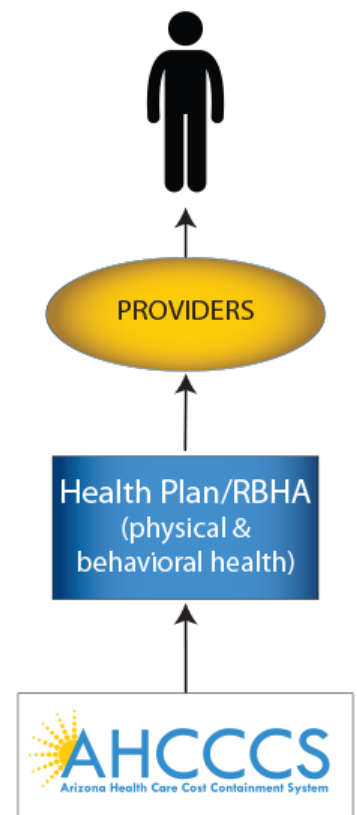 PROVIDERS
Health Plan/RBHA
(physical &
behavioral health)
AHCCCS
Arizona Health Care Cost Containment System